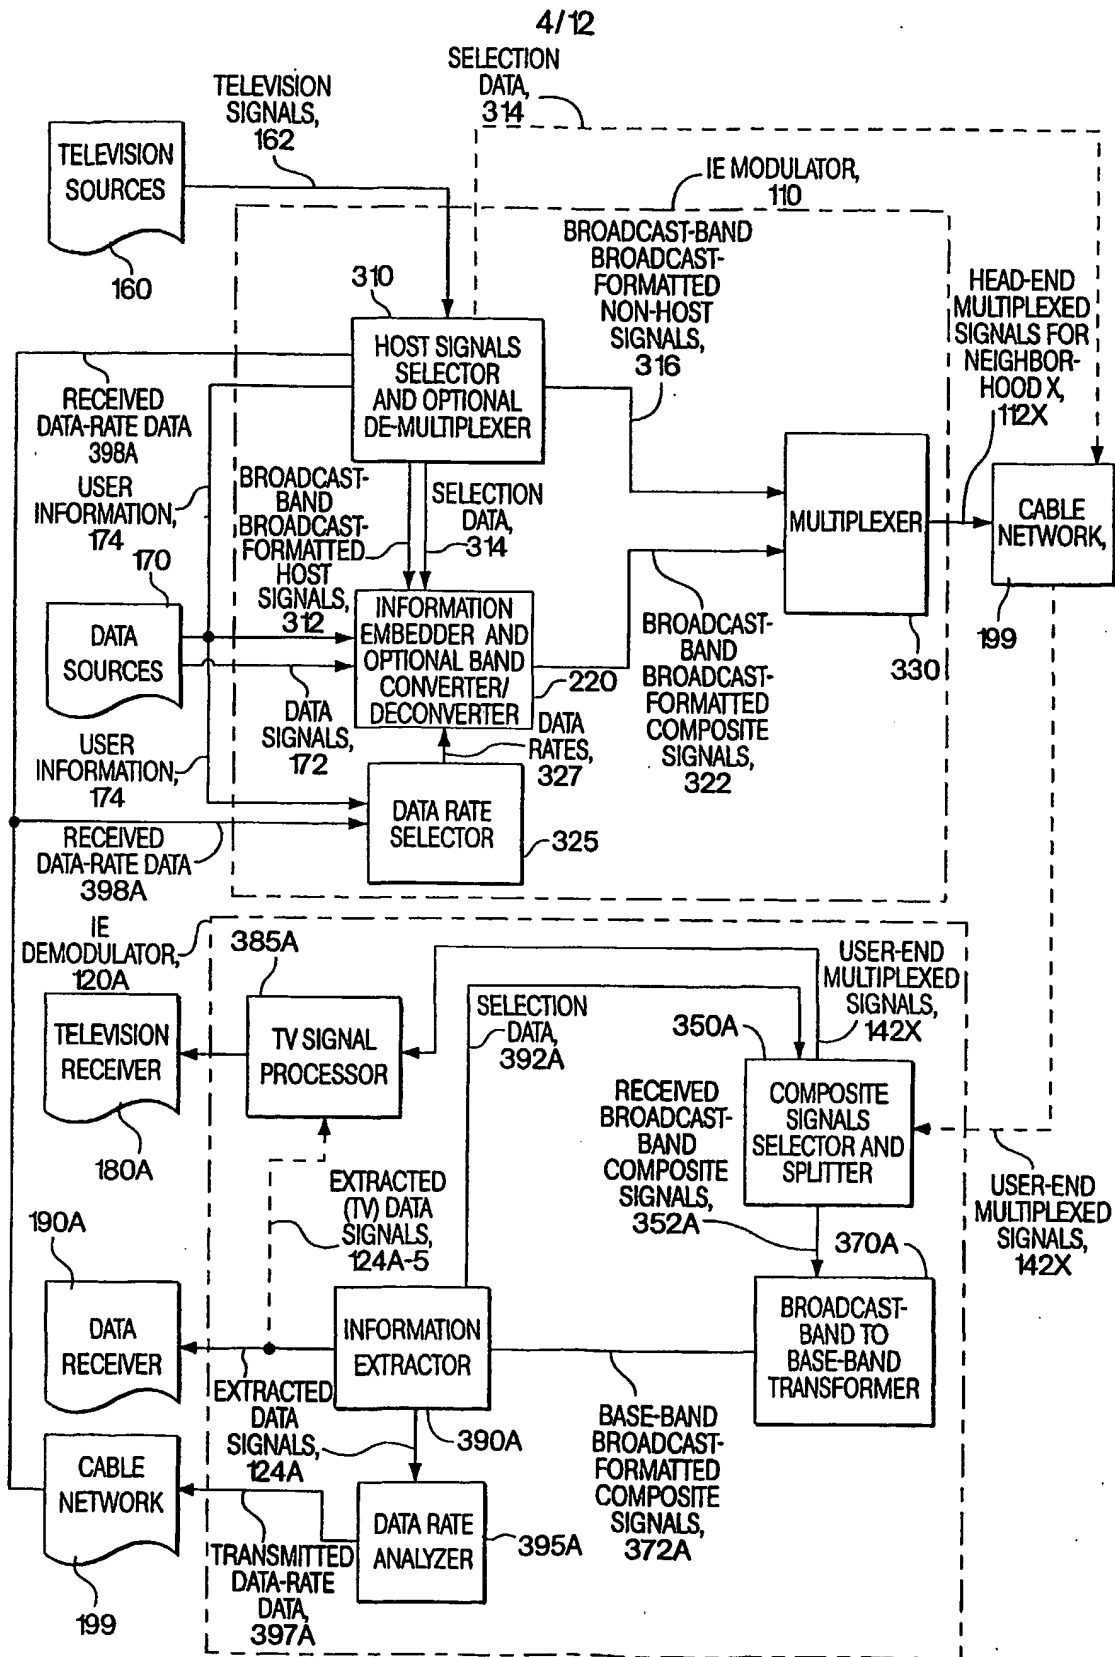 4/12
SELECTION
DATA,
314
TELEVISION
SIGNALS,
162
TELEVISION
SOURCES
160
IE MODULATOR,
110
BROADCAST-BAND
BROADCAST-
FORMATTED
NON-HOST
SIGNALS,
316
310
HOST SIGNALS
SELECTOR
AND OPTIONAL
DE-MULTIPLEXER
HEAD-END
MULTIPLEXED
SIGNALS FOR
NEIGHBOR-
HOOD X,
112X
RECEIVED
DATA-RATE DATA
398A
USER
INFORMATION,
174
BROADCAST-
BAND
BROADCAST-
FORMATTED
HOST
SIGNALS,
312
SELECTION
DATA,
314
MULTIPLEXER
330
CABLE
NETWORK,
199
170
DATA
SOURCES
INFORMATION
EMBEDDER AND
OPTIONAL BAND
CONVERTER/
DECONVERTER
220
BROADCAST-
BAND
BROADCAST-
FORMATTED
COMPOSITE
SIGNALS,
322
DATA
SIGNALS,
172
DATA
RATES,
327
USER
INFORMATION,
174
DATA RATE
SELECTOR
325
RECEIVED
DATA-RATE DATA
398A
IE
DEMODULATOR,
120A
385A
TV SIGNAL
PROCESSOR
SELECTION
DATA,
392A
USER-END
MULTIPLEXED
SIGNALS,
142X
350A
COMPOSITE
SIGNALS
SELECTOR AND
SPLITTER
TELEVISION
RECEIVER
180A
RECEIVED
BROADCAST-
BAND
COMPOSITE
SIGNALS,
352A
USER-END
MULTIPLEXED
SIGNALS,
142X
EXTRACTED
(TV) DATA
SIGNALS,
124A-5
190A
DATA
RECEIVER
INFORMATION
EXTRACTOR
390A
370A
BROADCAST-
BAND TO
BASE-BAND
TRANSFORMER
EXTRACTED
DATA
SIGNALS,
124A
BASE-BAND
BROADCAST-
FORMATTED
COMPOSITE
SIGNALS,
372A
CABLE
NETWORK
199
DATA RATE
ANALYZER
395A
TRANSMITTED
DATA-RATE
DATA,
397A